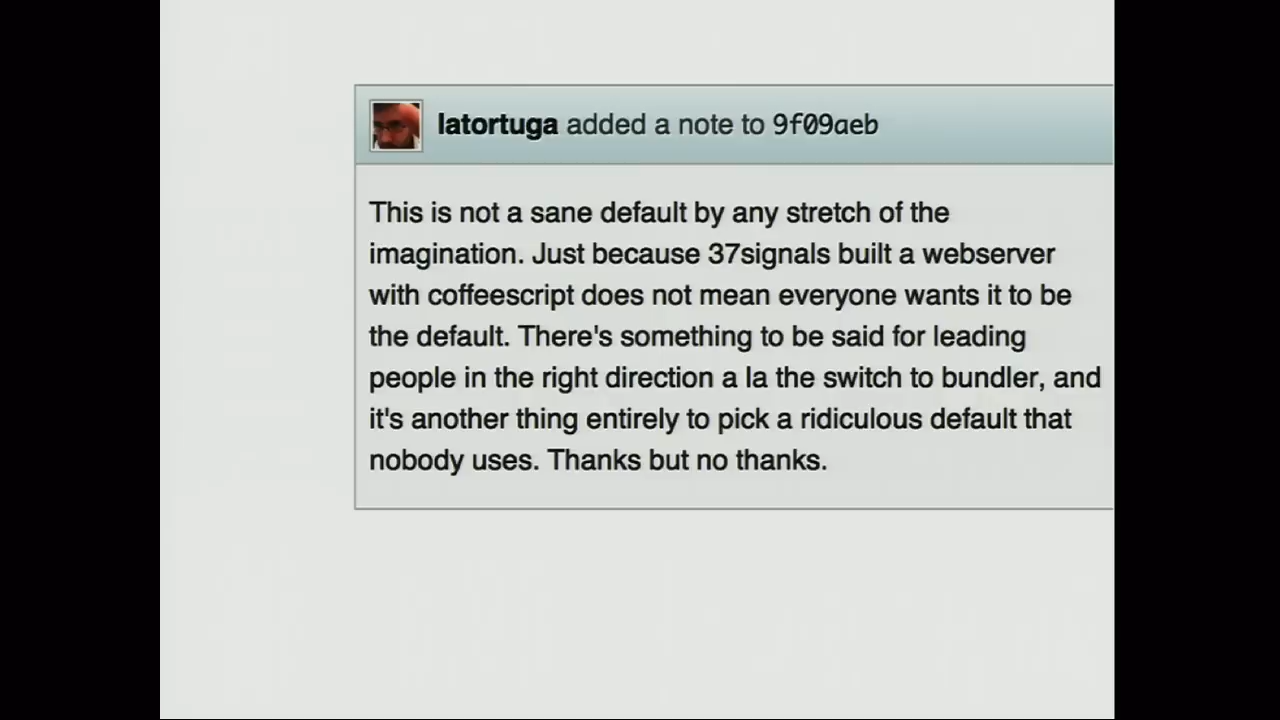 latortuga added a note to 9f09aeb
This is not a sane default by any stretch of the
imagination. Just because 37signals built a webserver
with coffeescript does not mean everyone wants it to be
the default. There's something to be said for leading
people in the right direction a la the switch to bundler, and
it's another thing entirely to pick a ridiculous default that
nobody uses. Thanks but no thanks.